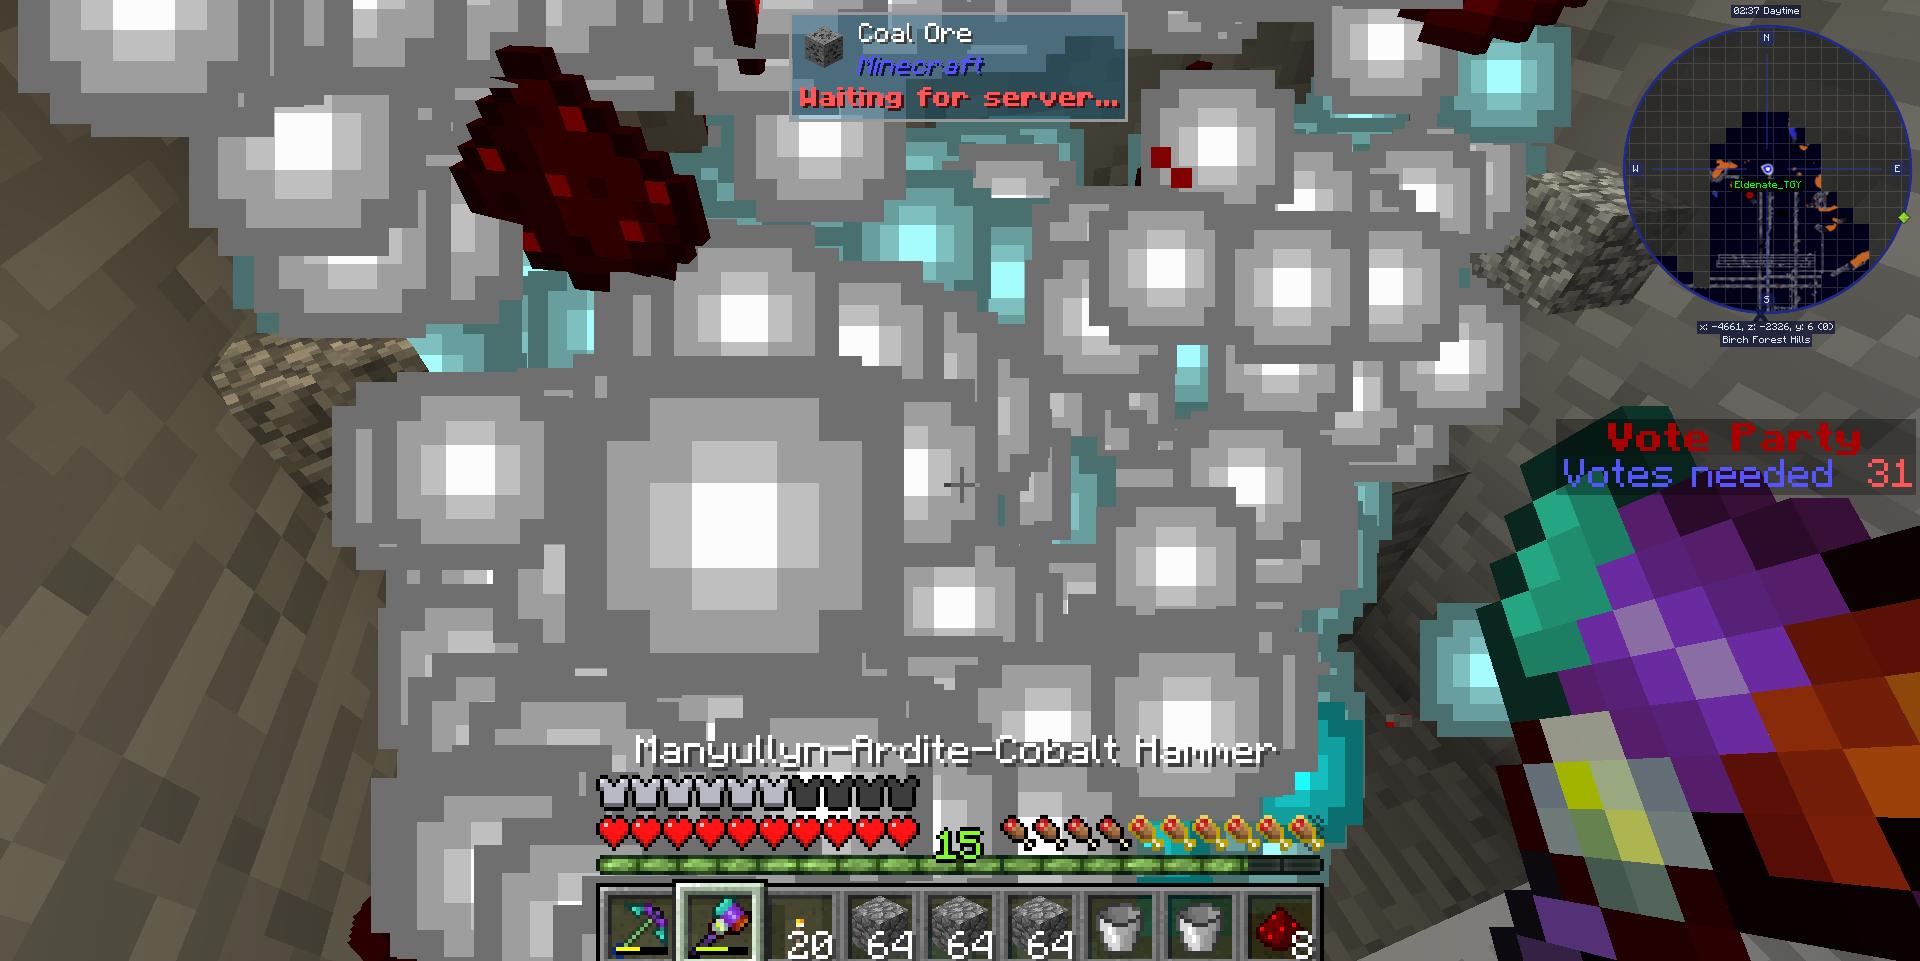 Coal Ore
Minecraft
Waiting for server...
02:37 Daytime
N
W
E
Eldenate_TGY
S
x: -4661, z: -2326, y: 6 (0)
Birch Forest Hills
Vote Party
Votes needed 31
Manyullyn-Ardite-Cobalt Hammer
15
20
64
64
64
8